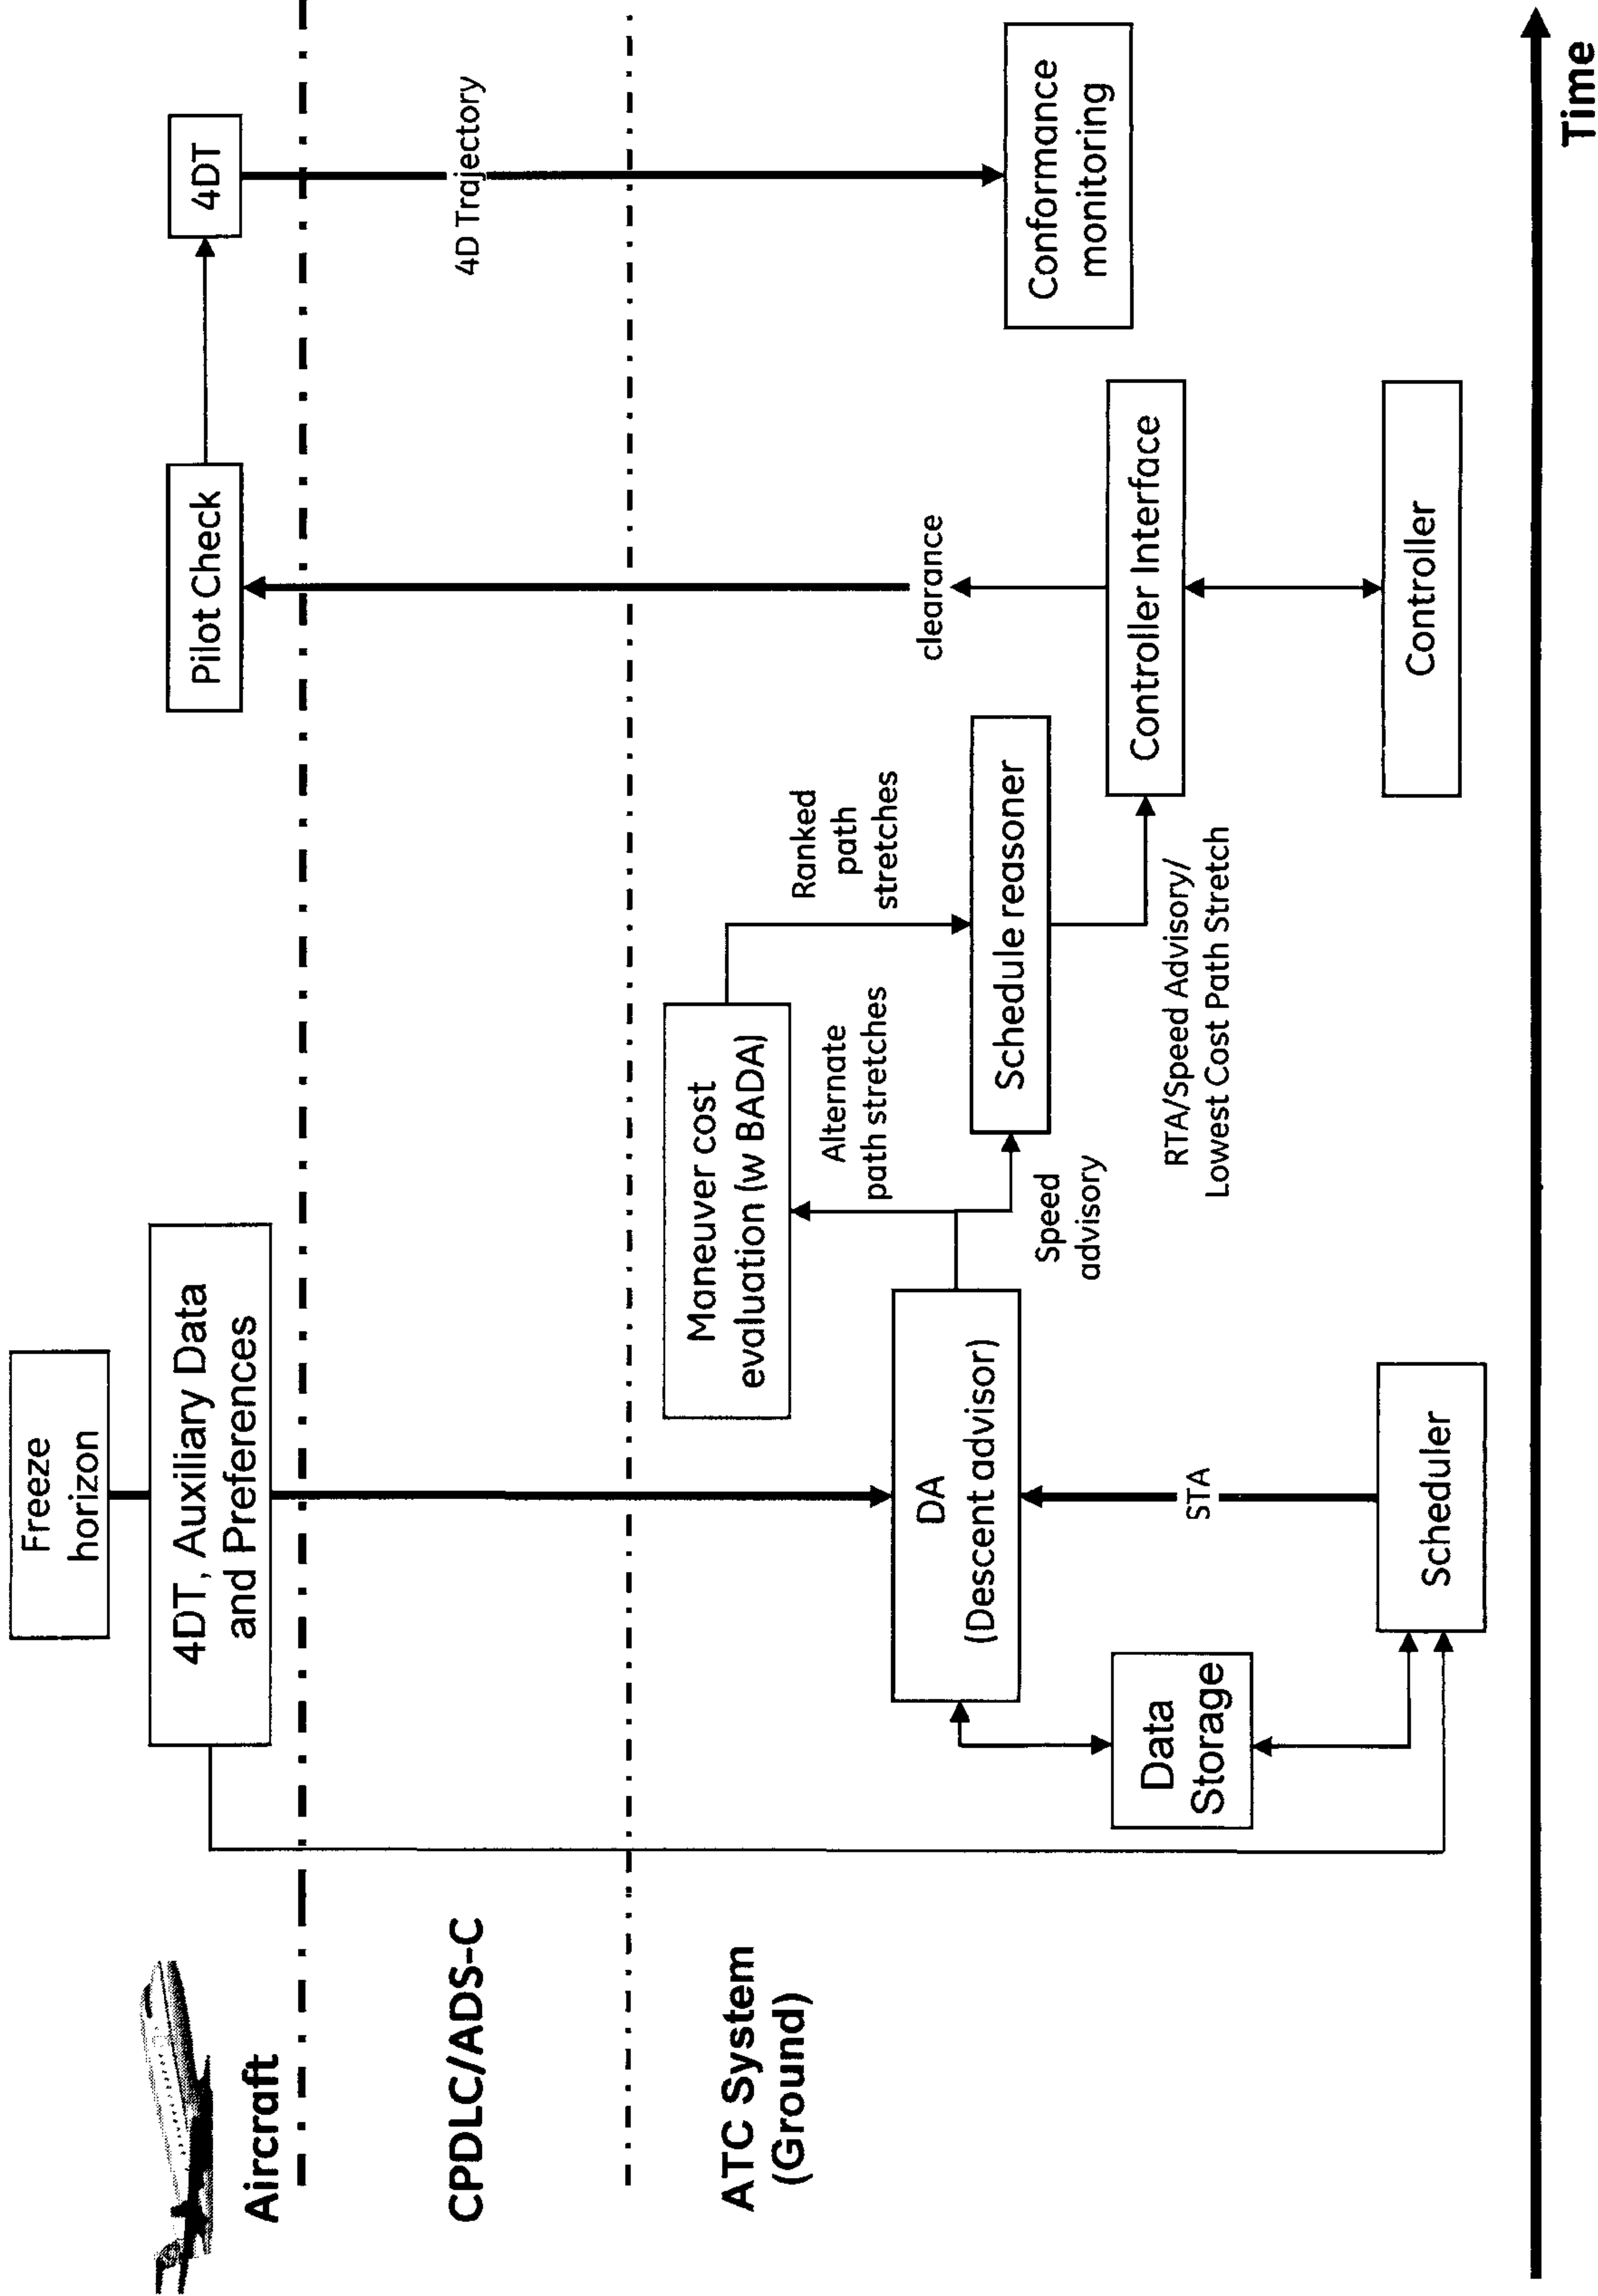 Freeze
horizon
4DT, Auxiliary Data
and Preferences
Pilot Check
4DT
Aircraft
CPDLC/ADS-C
4D Trajectory
ATC System
(Ground)
Maneuver cost
evaluation (w BADA)
Ranked
path
stretches
Alternate
path stretches
clearance
DA
(Descent advisor)
Speed
advisory
Schedule reasoner
Conformance
monitoring
RTA/Speed Advisory/
Lowest Cost Path Stretch
Controller Interface
Data
Storage
STA
Scheduler
Controller
Time